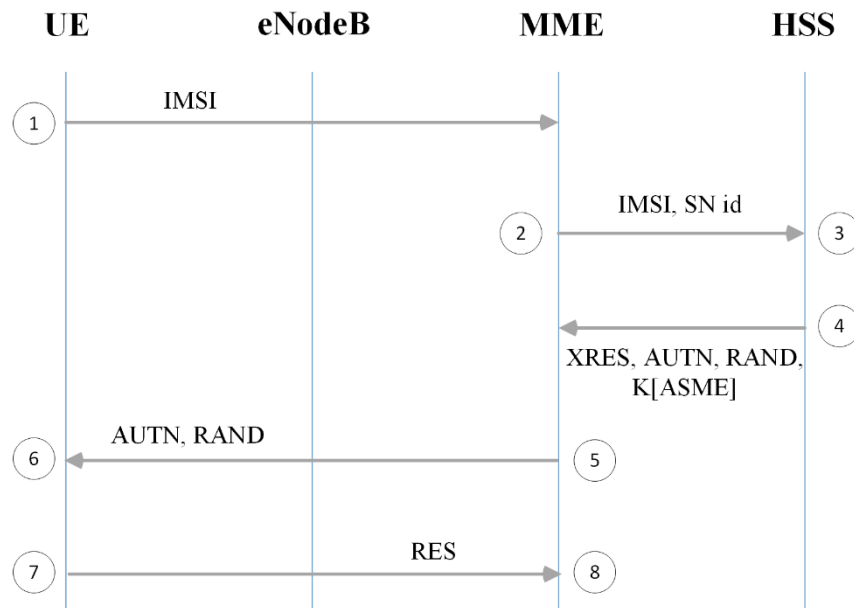 UE eNodeB MME HSS
IMSI
1
IMSI, SN id
2 3
4
XRES, AUTN, RAND,
K[ASME]
AUTN, RAND
6 5
RES
7 8